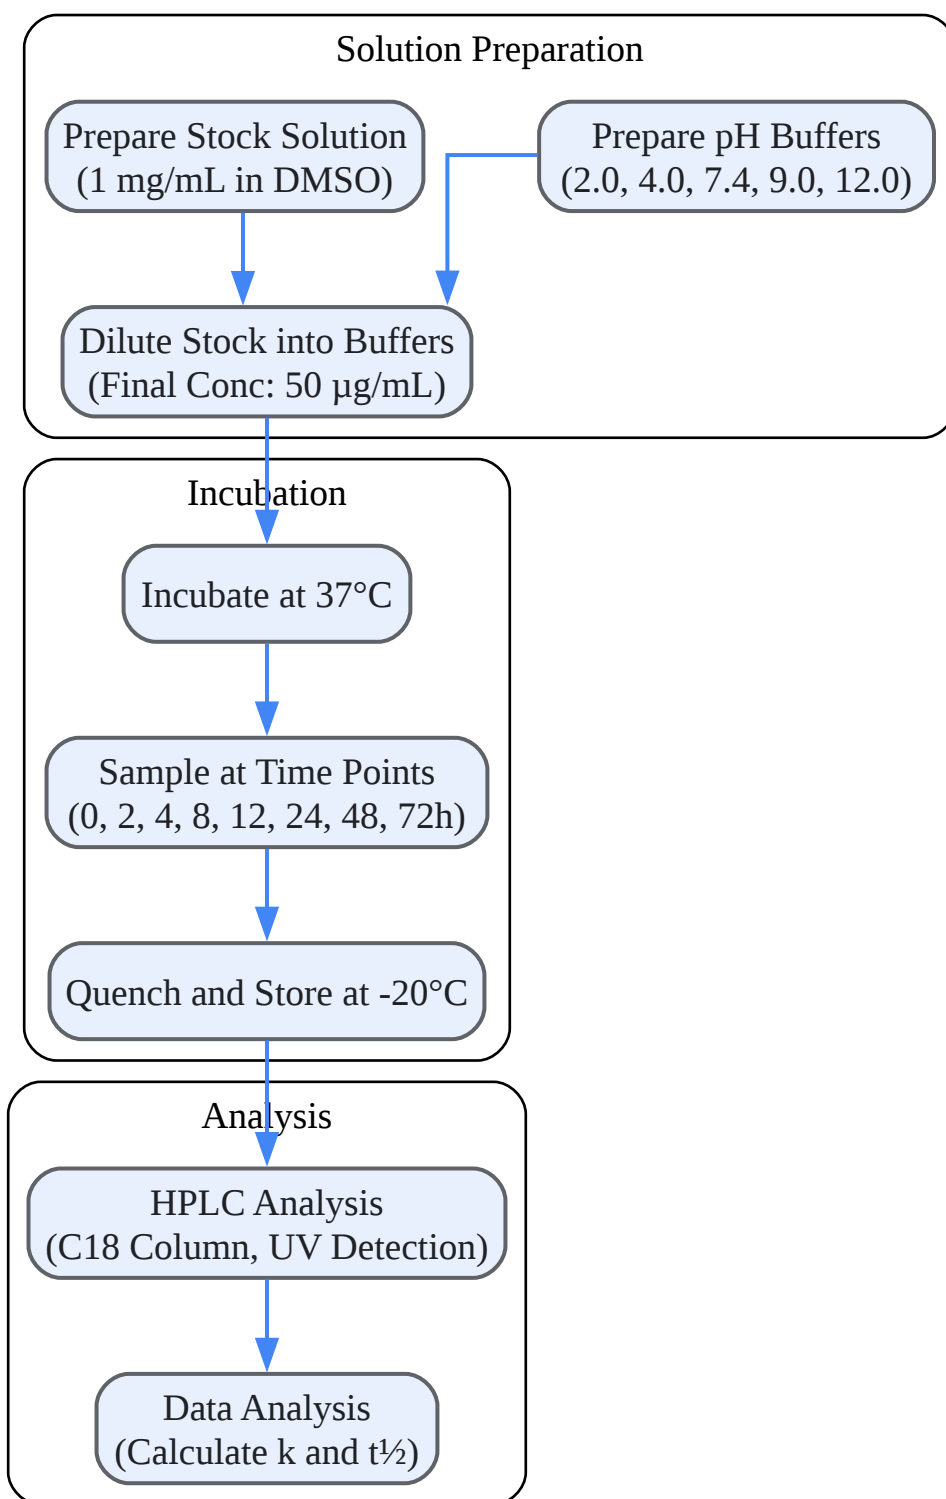 Solution Preparation
Prepare Stock Solution
(1 mg/mL in DMSO)
Prepare pH Buffers
(2.0, 4.0, 7.4, 9.0, 12.0)
Dilute Stock into Buffers
(Final Conc: 50 µg/mL)
Incubation
Incubate at 37°C
Sample at Time Points
(0, 2, 4, 8, 12, 24, 48, 72h)
Quench and Store at -20°C
Analysis
HPLC Analysis
(C18 Column, UV Detection)
Data Analysis
(Calculate k and t½)